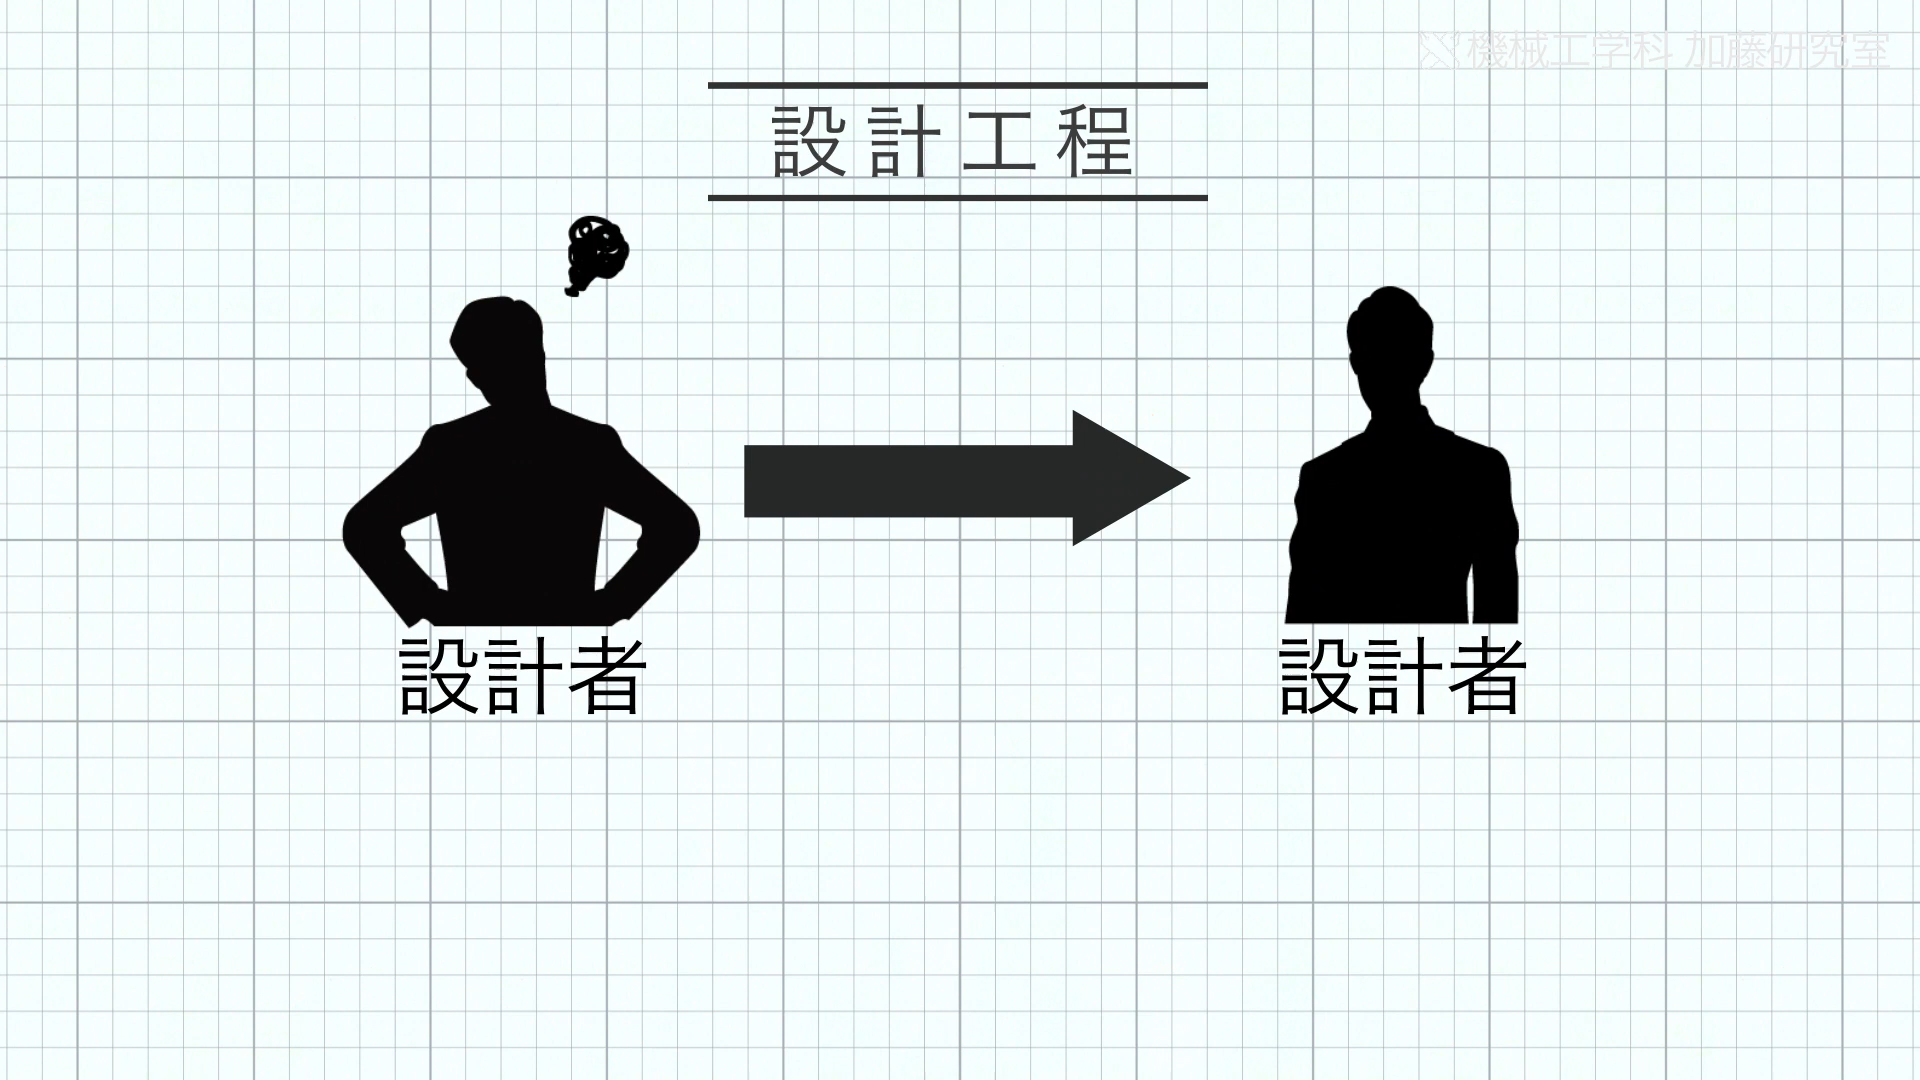 機械工学科 加藤研究室
設計工程
設計者
設計者